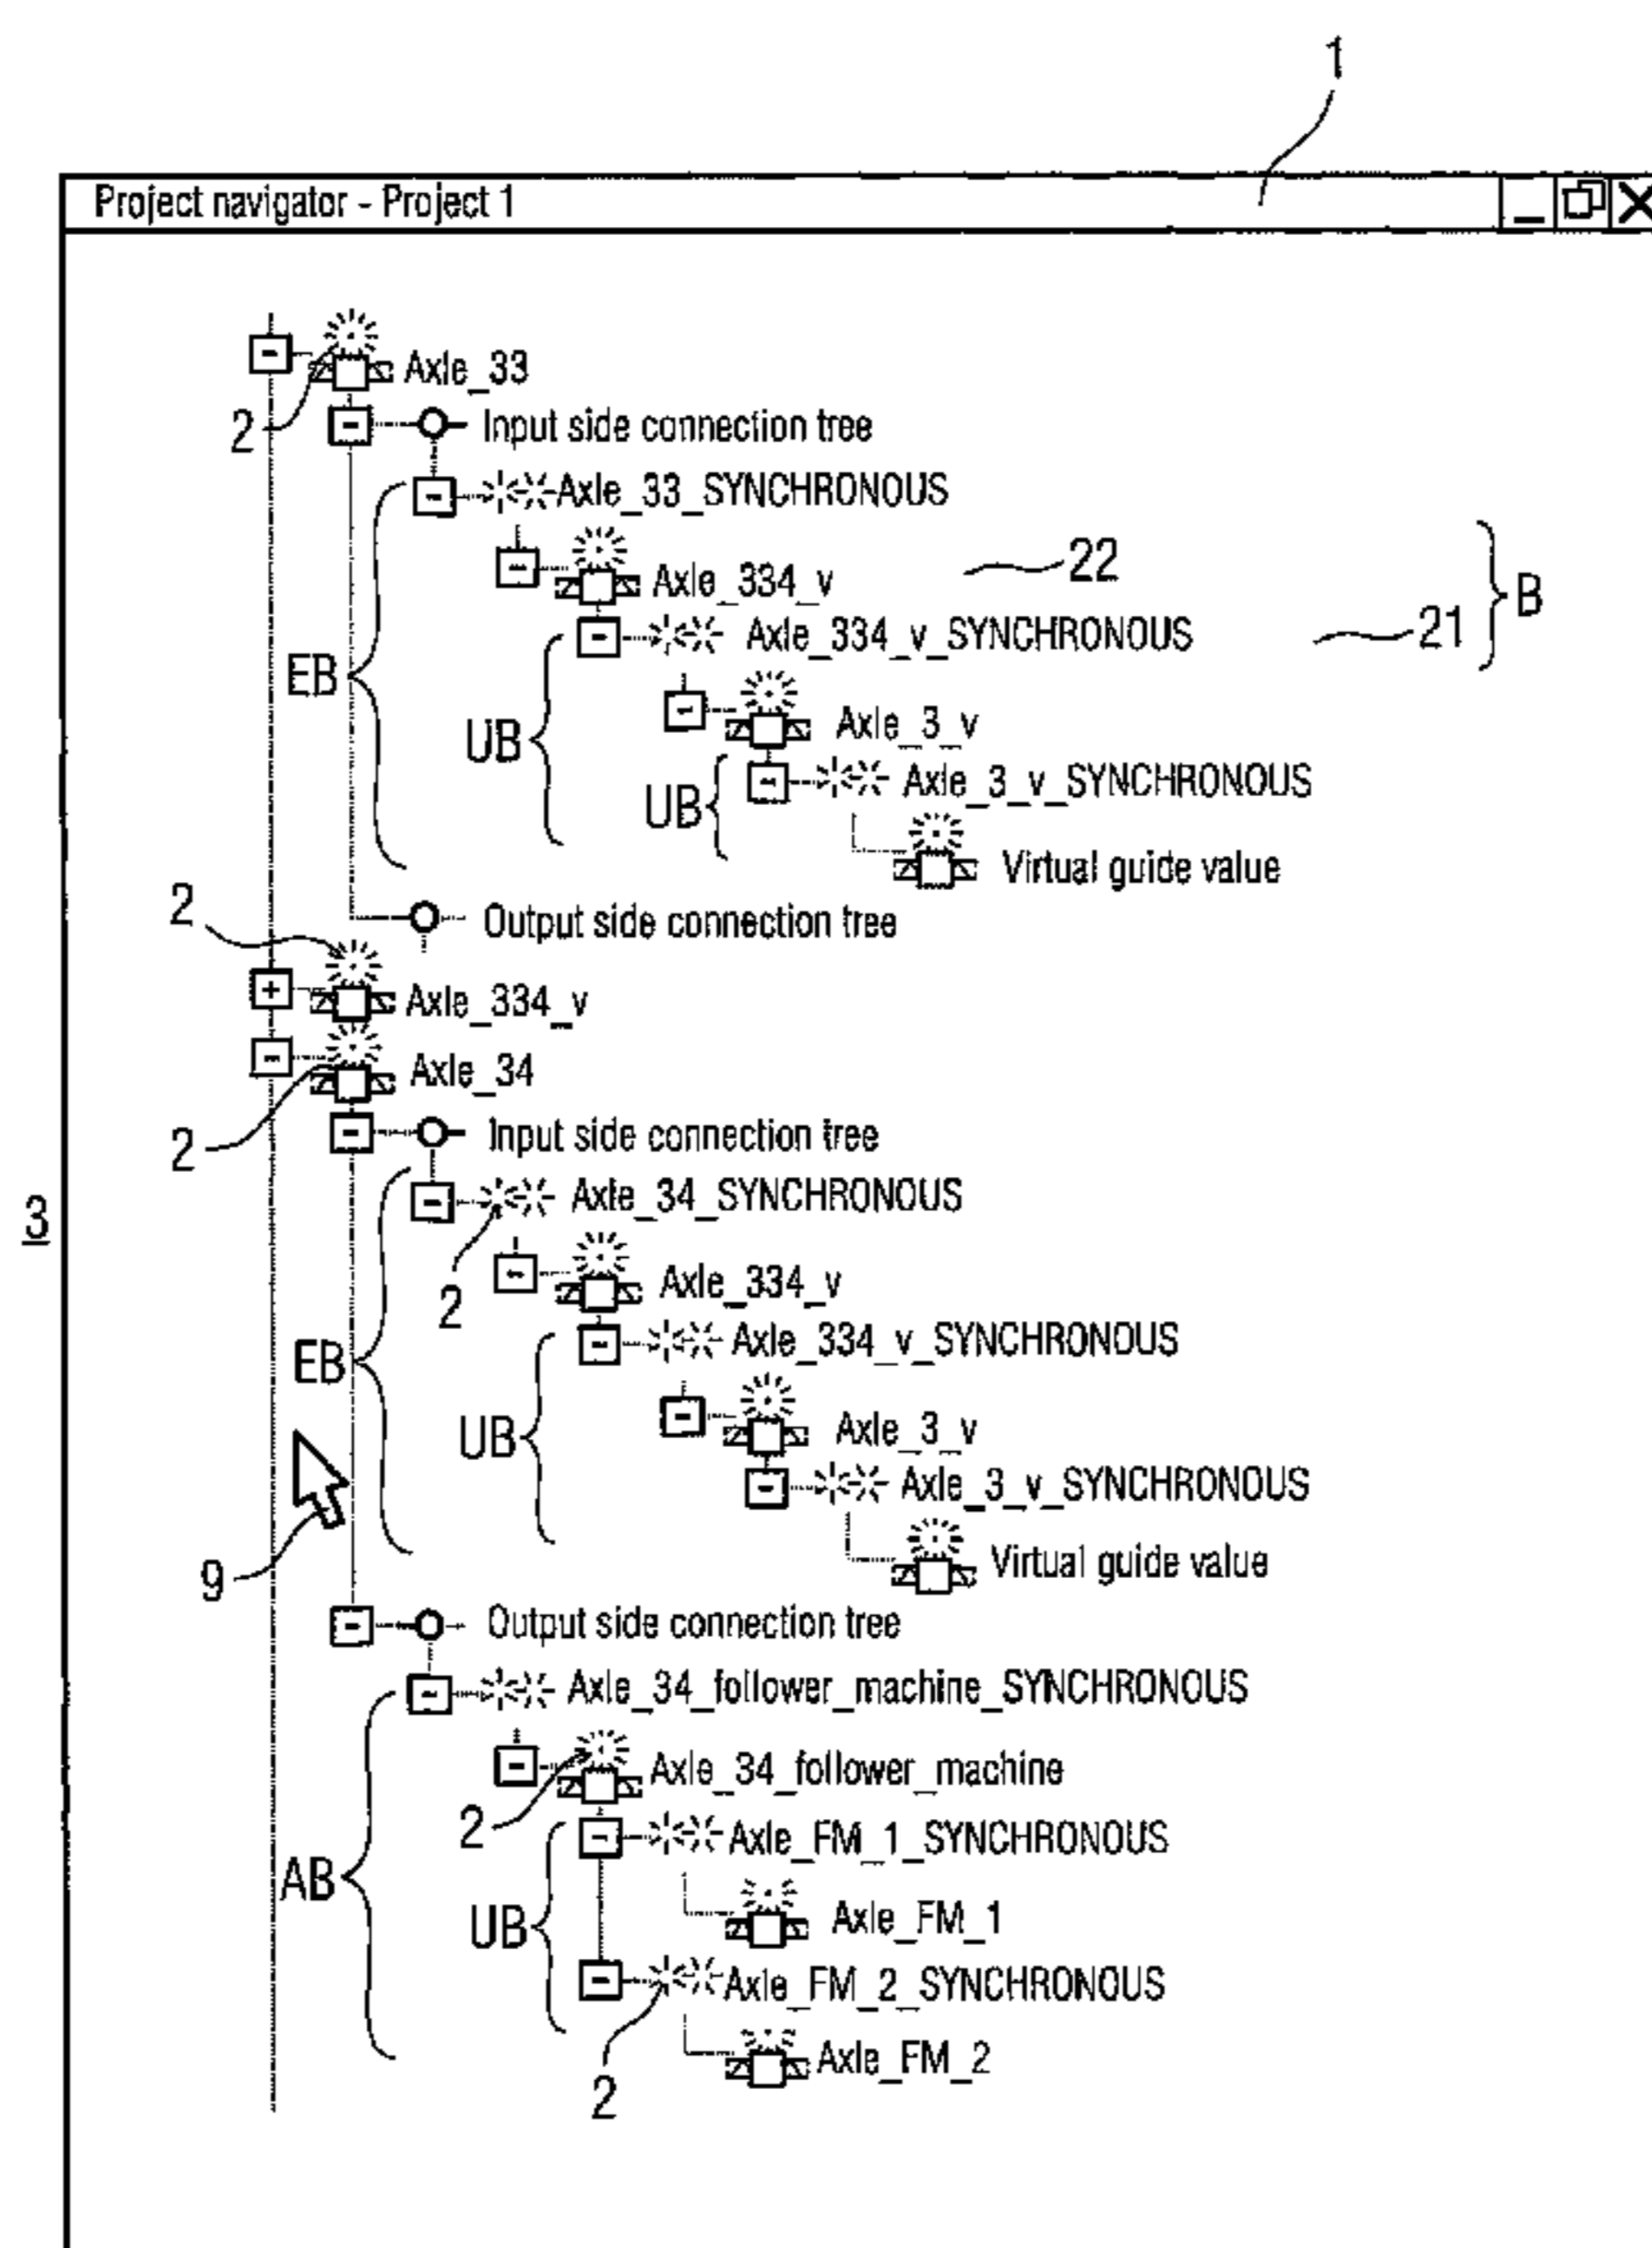 1
Project navigator - Project 1
Axle_33
2
Input side connection tree
Axle_33_SYNCHRONOUS
Axle_334_v
22
B
Axle_334_v_SYNCHRONOUS
21
EB
UB
Axle_3_v
UB
Axle_3_v_SYNCHRONOUS
Virtual guide value
2
Output side connection tree
Axle_334_v
Axle_34
2
Input side connection tree
3
Axle_34_SYNCHRONOUS
2
Axle_334_v
Axle_334_v_SYNCHRONOUS
EB
UB
Axle_3_v
Axle_3_v_SYNCHRONOUS
9
Virtual guide value
Output side connection tree
Axle_34_follower_machine_SYNCHRONOUS
Axle_34_follower_machine
2
Axle_FM_1_SYNCHRONOUS
AB
UB
Axle_FM_1
Axle_FM_2_SYNCHRONOUS
Axle_FM_2
2